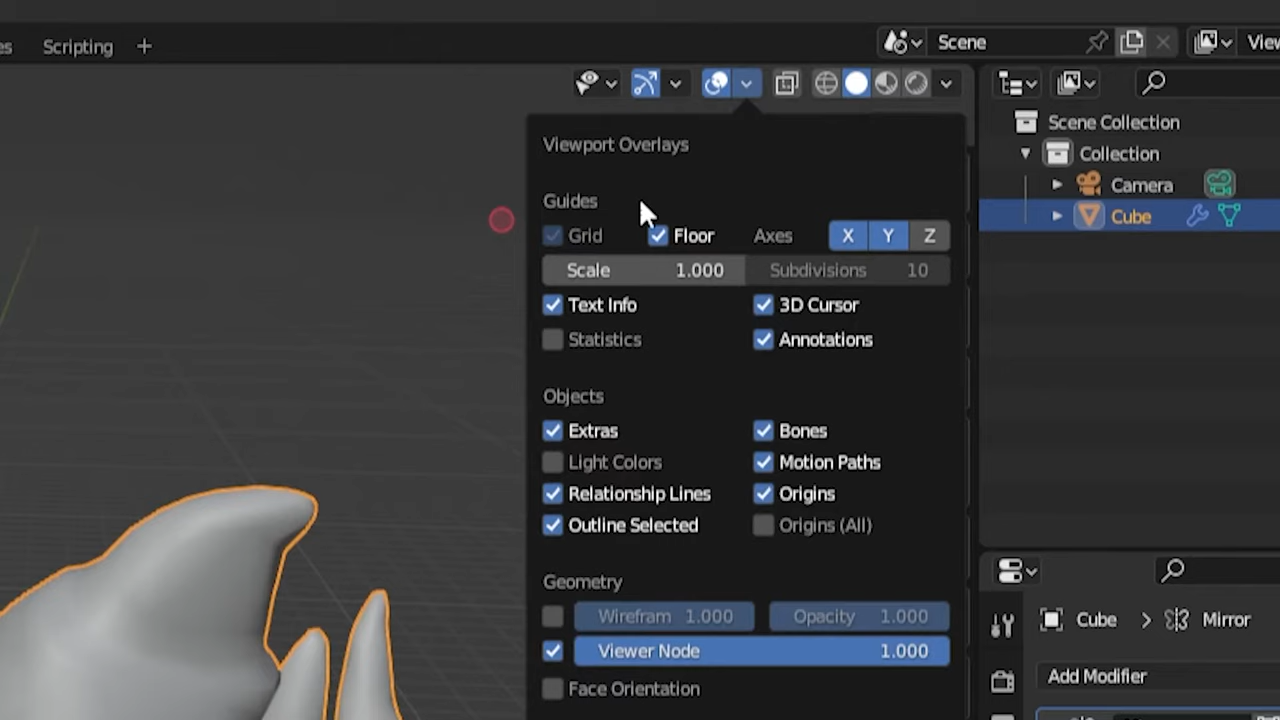 es Scripting +
Scene
View
Viewport Overlays
Guides
Grid Floor Axes X Y Z
Scale 1.000 Subdivisions 10
Text Info 3D Cursor
Statistics Annotations
Objects
Extras Bones
Light Colors Motion Paths
Relationship Lines Origins
Outline Selected Origins (All)
Geometry
Wirefram 1.000 Opacity 1.000
Viewer Node 1.000
Face Orientation
Scene Collection
Collection
Camera
Cube
Cube > Mirror
Add Modifier